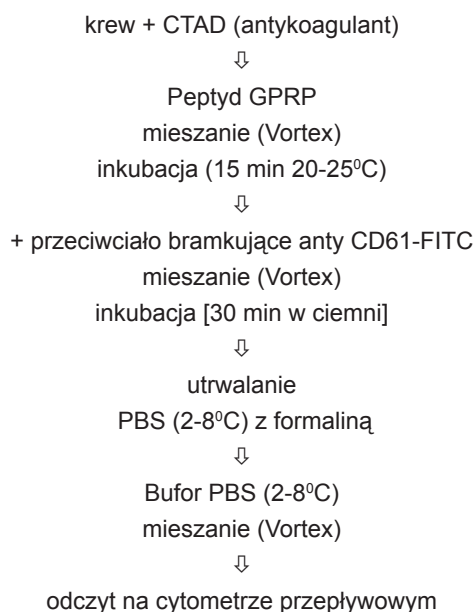 krew + CTAD (antykoagulant)
⇩
Peptyd GPRP
mieszanie (Vortex)
inkubacja (15 min 20-25⁰C)
⇩
+ przeciwciało bramkujące anty CD61-FITC
mieszanie (Vortex)
inkubacja [30 min w ciemni]
⇩
utrwalanie
PBS (2-8⁰C) z formaliną
⇩
Bufor PBS (2-8⁰C)
mieszanie (Vortex)
⇩
odczyt na cytometrze przepływowym